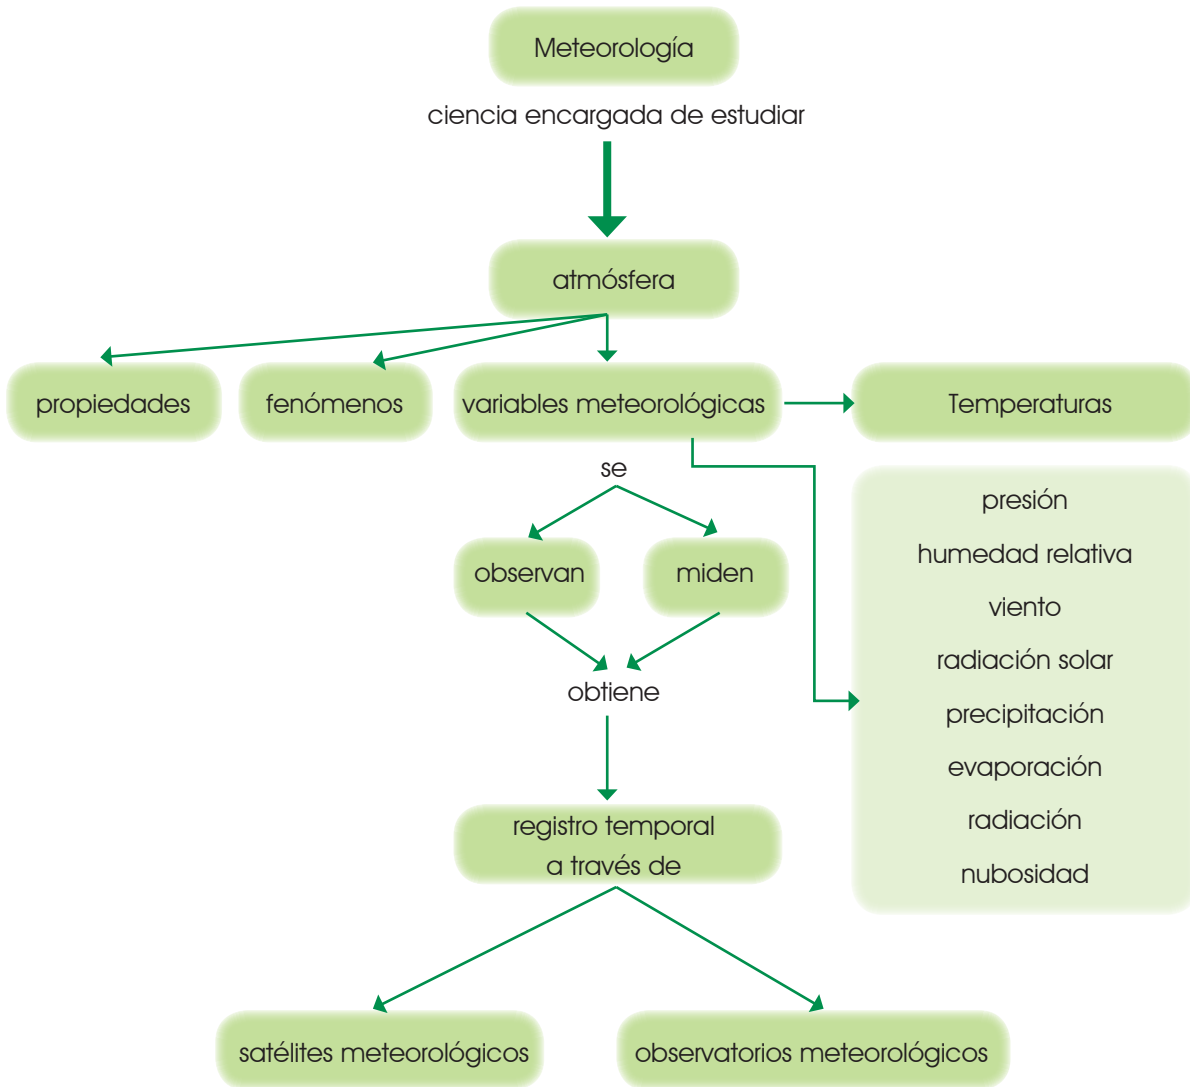 Meteorología
ciencia encargada de estudiar
atmósfera
propiedades
fenómenos
variables meteorológicas
Temperaturas
se
observan
miden
obtiene
registro temporal
a través de
satélites meteorológicos
observatorios meteorológicos
presión
humedad relativa
viento
radiación solar
precipitación
evaporación
radiación
nubosidad